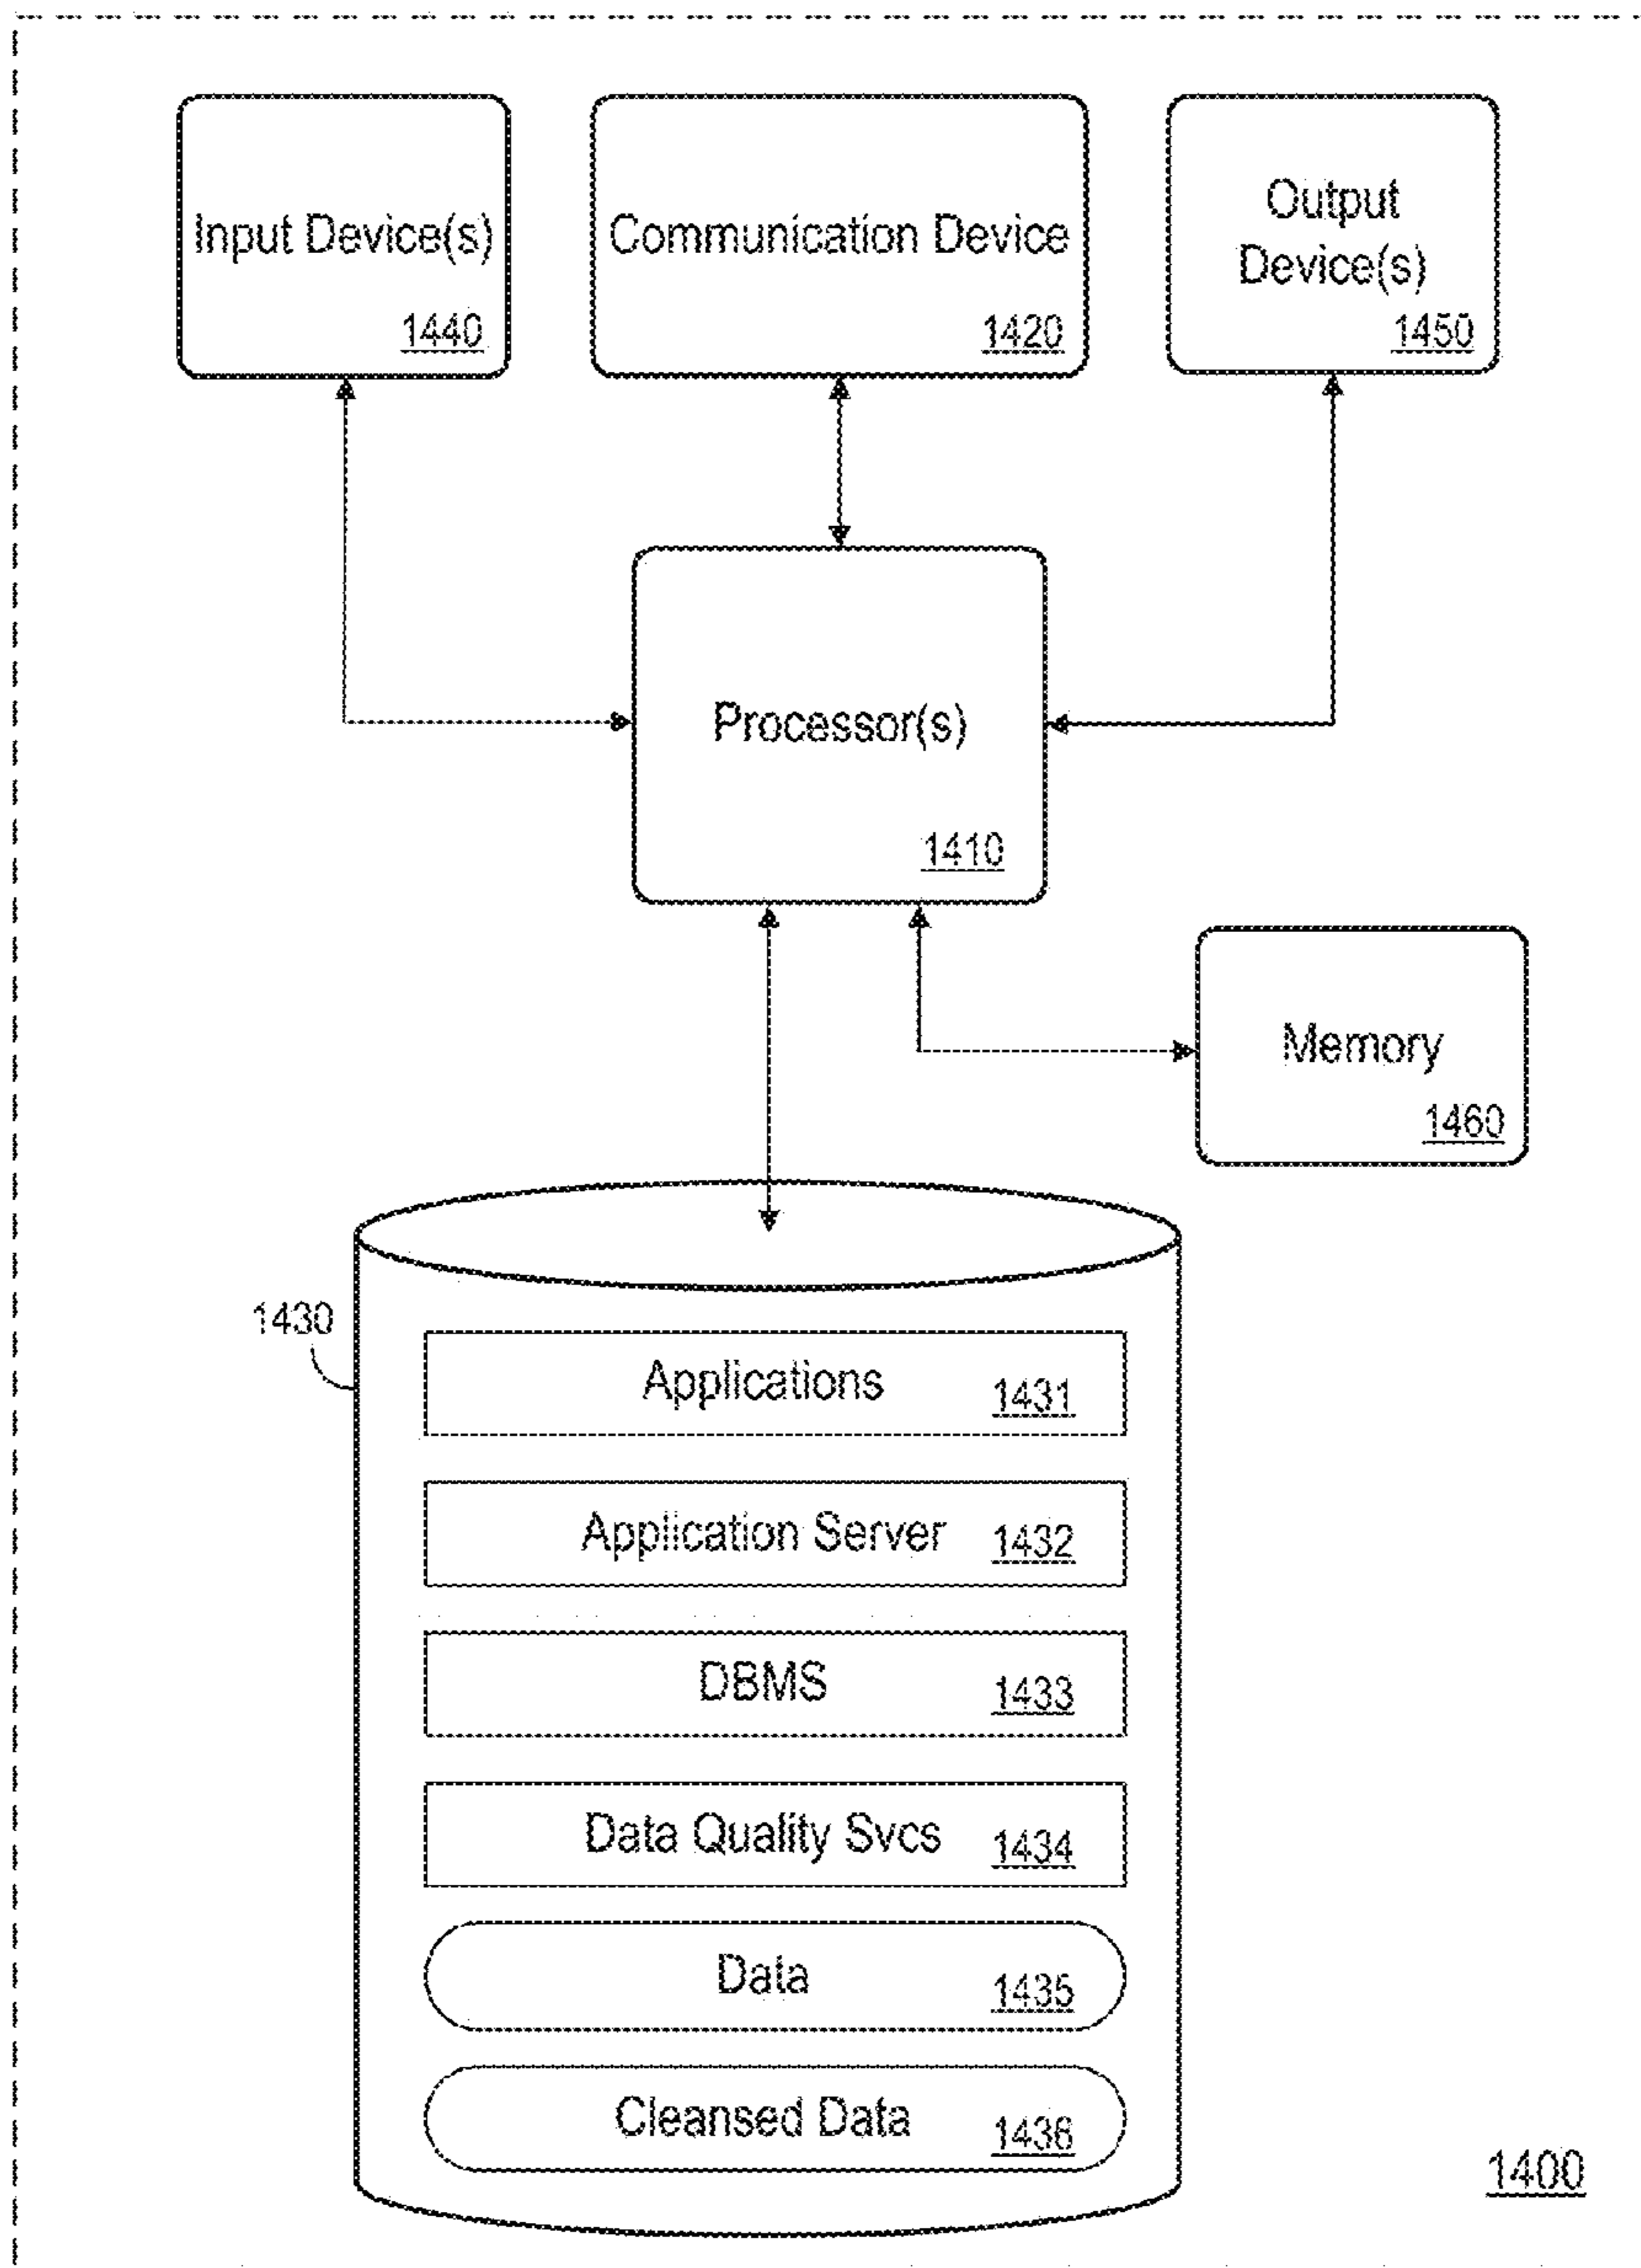 Input Device(s)
1440
Communication Device
1420
Output
Device(s)
1450
Processor(s)
1410
Memory
1460
1430
Applications 1431
Application Server 1432
DBMS 1433
Data Quality Svcs 1434
Data 1435
Cleansed Data 1436
1400